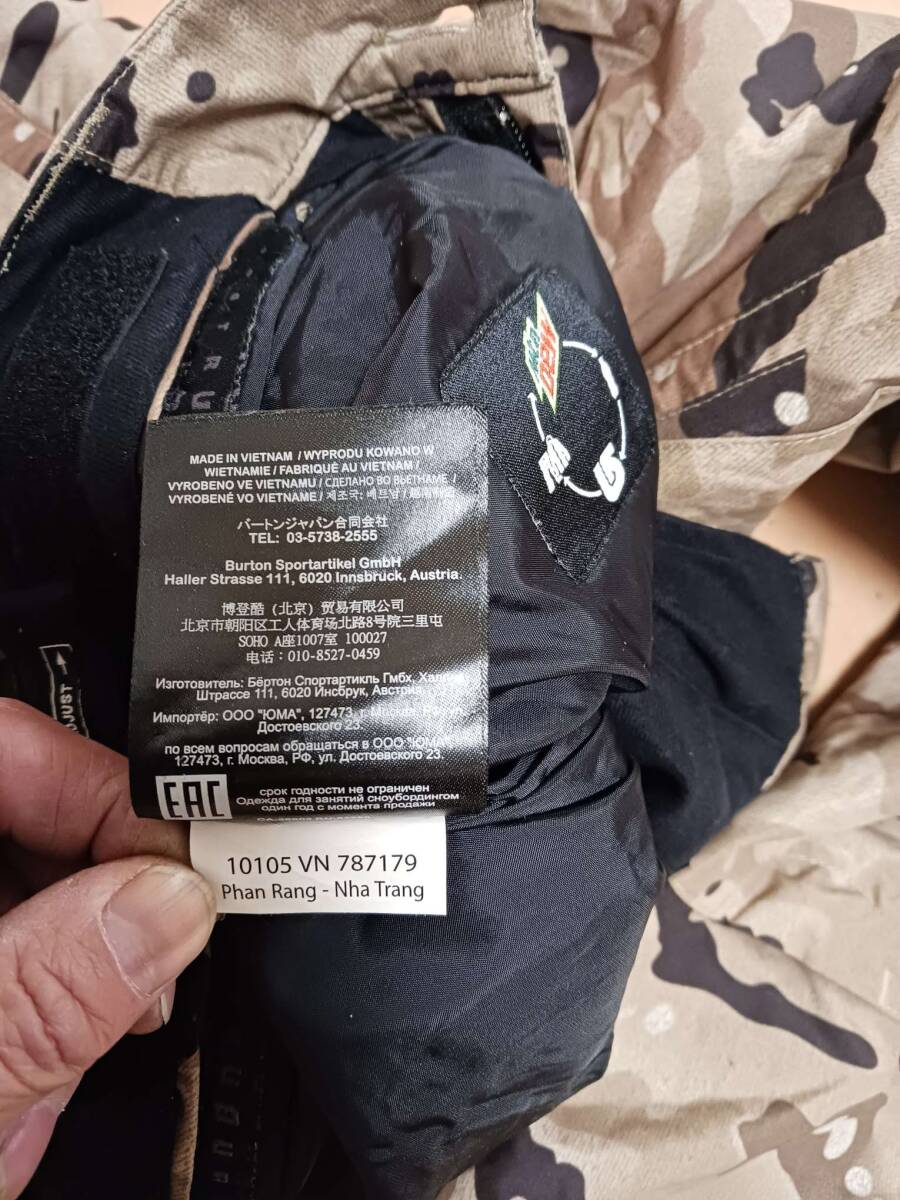 MADE IN VIETNAM / WYPRODU KOWANO W
WIETNAMIE / FABRIQUÉ AU VIETNAM /
VYROBENO VE VIETNAMU / СДЕЛАНО ВО ВЬЕТНАМЕ /
VYROBENÉ VO VIETNAME / 제조국: 베트남 /
バートンジャパン合同会社
TEL: 03-5738-2555
Burton Sportartikel GmbH
Haller Strasse 111, 6020 Innsbruck, Austria.
博登酷（北京）贸易有限公司
北京市朝阳区工人体育场北路8号院三里屯
SOHO A座1007室 100027
电话：010-8527-0459
Изготовитель: Бёртон Спортартикль Гмбх,
Штрассе 111, 6020 Инсбрук, Австрия.
Импортёр: ООО "ЮМА", 127473, г. Москва,
Достоевского 23.
по всем вопросам обращаться в ООО "ЮМА"
127473, г. Москва, РФ, ул. Достоевского 23.
EAC
срок годности не ограничен
Одежда для занятий сноубордингом
один год с момента продажи
10105 VN 787179
Phan Rang - Nha Trang
DEW